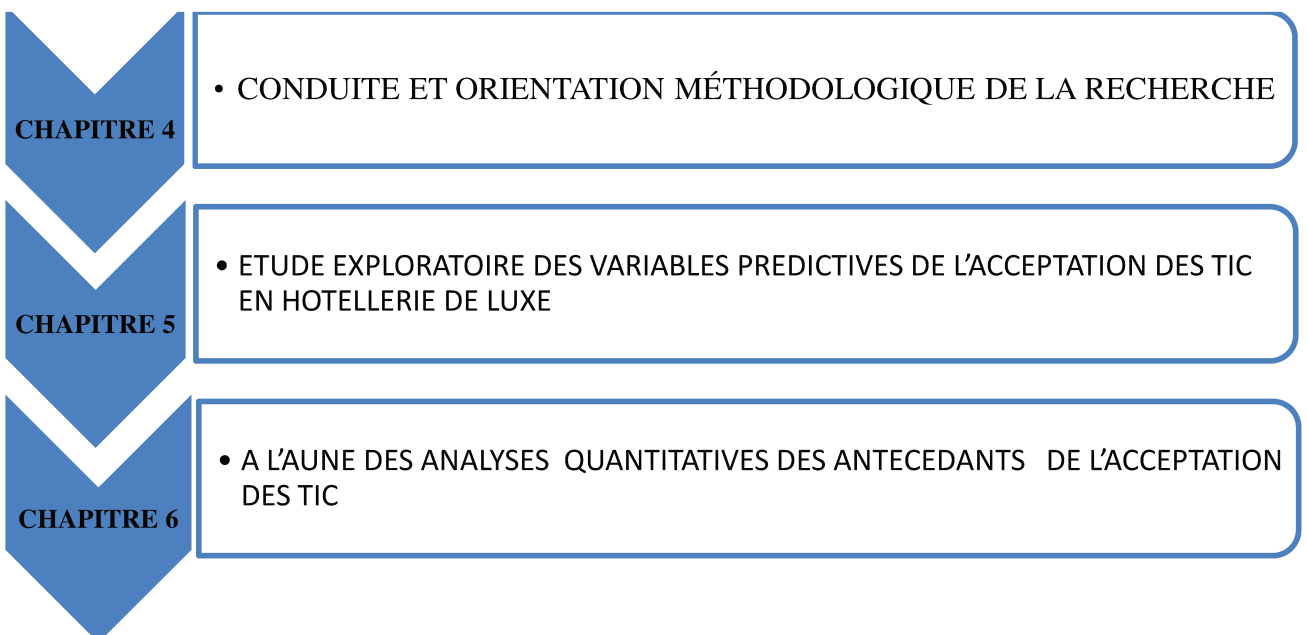 CHAPITRE 4
• CONDUITE ET ORIENTATION MÉTHODOLOGIQUE DE LA RECHERCHE
CHAPITRE 5
• ETUDE EXPLORATOIRE DES VARIABLES PREDICTIVES DE L'ACCEPTATION DES TIC
EN HOTELLERIE DE LUXE
CHAPITRE 6
• A L'AUNE DES ANALYSES QUANTITATIVES DES ANTECEDANTS DE L'ACCEPTATION
DES TIC